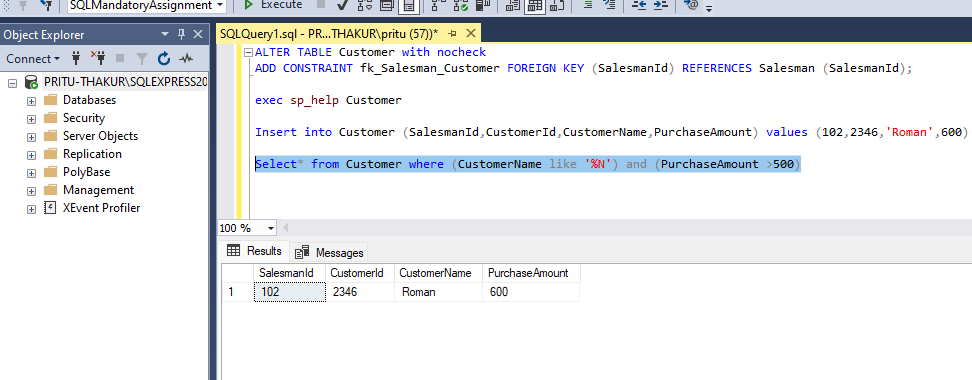 SQLMandatoryAssignment
Execute
Object Explorer
Connect
PRITU-THAKUR\SQLEXPRESS20
Databases
Security
Server Objects
Replication
PolyBase
Management
XEvent Profiler
SQLQuery1.sql - PR...THAKUR\pritu (57))*
ALTER TABLE Customer with nocheck
ADD CONSTRAINT fk_Salesman_Customer FOREIGN KEY (SalesmanId) REFERENCES Salesman (SalesmanId);
exec sp_help Customer
Insert into Customer (SalesmanId,CustomerId,CustomerName,PurchaseAmount) values (102,2346,'Roman',600)
Select* from Customer where (CustomerName like '%N') and (PurchaseAmount >500)
100 %
Results Messages
SalesmanId CustomerId CustomerName PurchaseAmount
1 102 2346 Roman 600